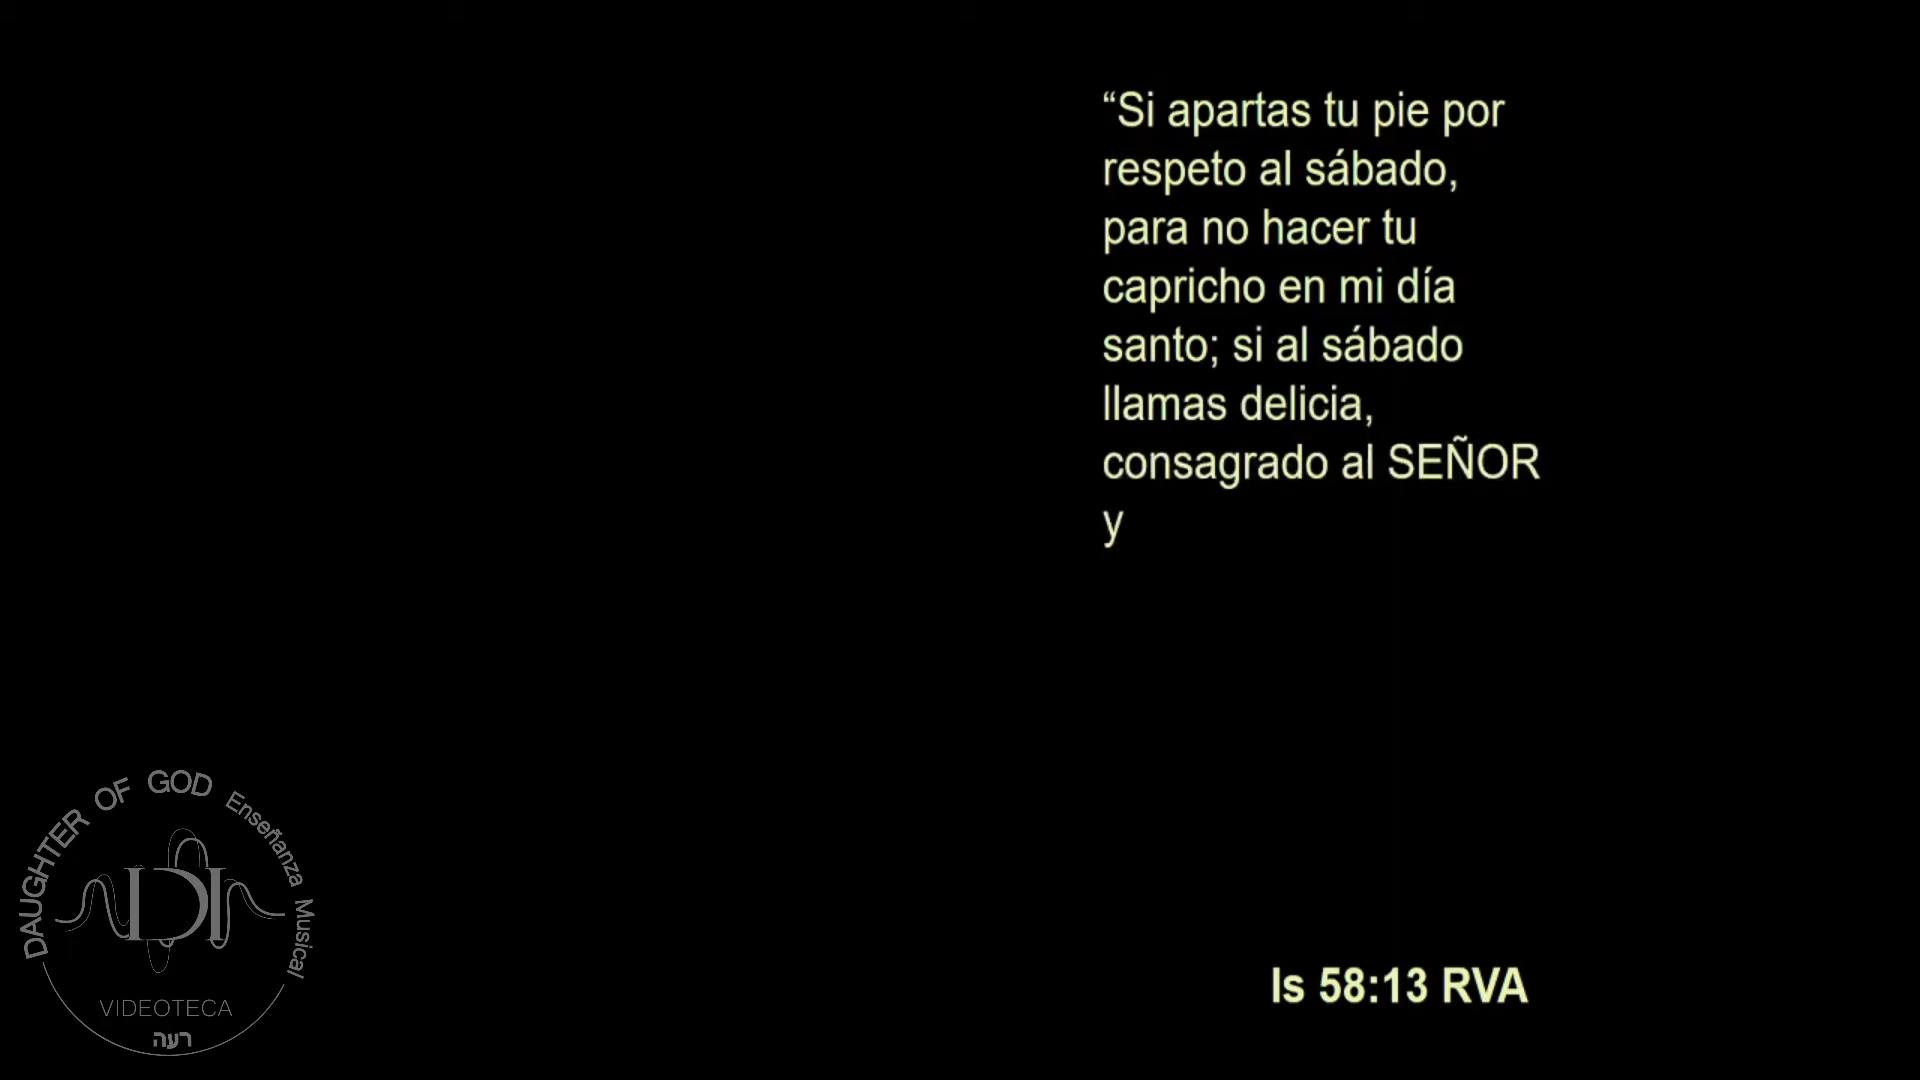 “Si apartas tu pie por
respeto al sábado,
para no hacer tu
capricho en mi día
santo; si al sábado
llamas delicia,
consagrado al SEÑOR
y
Is 58:13 RVA
DAUGHTER OF GOD Enseñanza Musical
VIDEOTECA
רעה